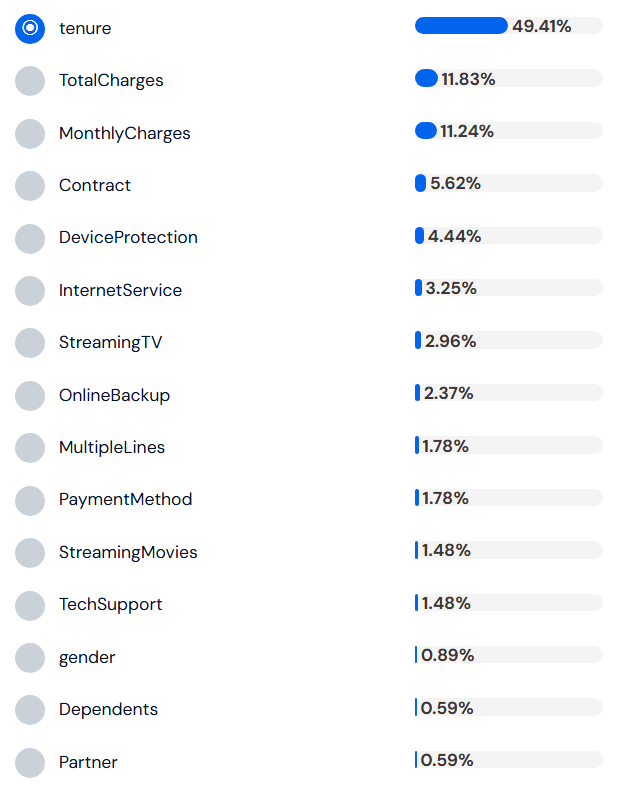 tenure 49.41%
TotalCharges 11.83%
MonthlyCharges 11.24%
Contract 5.62%
DeviceProtection 4.44%
InternetService 3.25%
StreamingTV 2.96%
OnlineBackup 2.37%
MultipleLines 1.78%
PaymentMethod 1.78%
StreamingMovies 1.48%
TechSupport 1.48%
gender 0.89%
Dependents 0.59%
Partner 0.59%